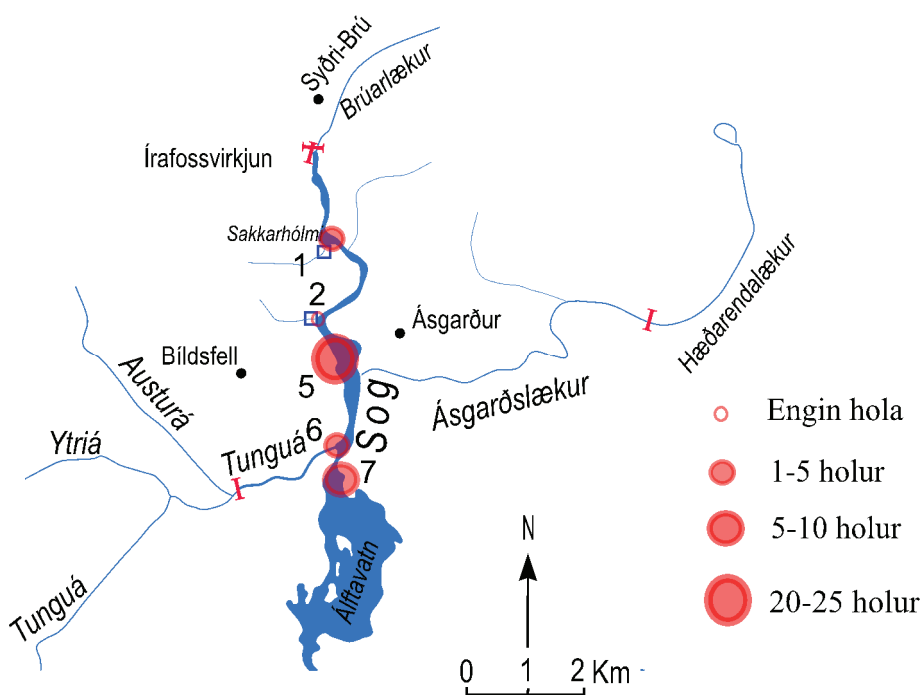 Syðri-Brú
Brúarlækur
Írafossvirkjun
Sakkarhólmi
1
2
Ásgarður
Hæðarendalækur
Bíldsfell
5
Sog
Ásgarðslækur
Austurá
Ytriá
6
Tunguá
7
Tunguá
Álftavatn
N
0 1 2 Km
Engin hola
1-5 holur
5-10 holur
20-25 holur